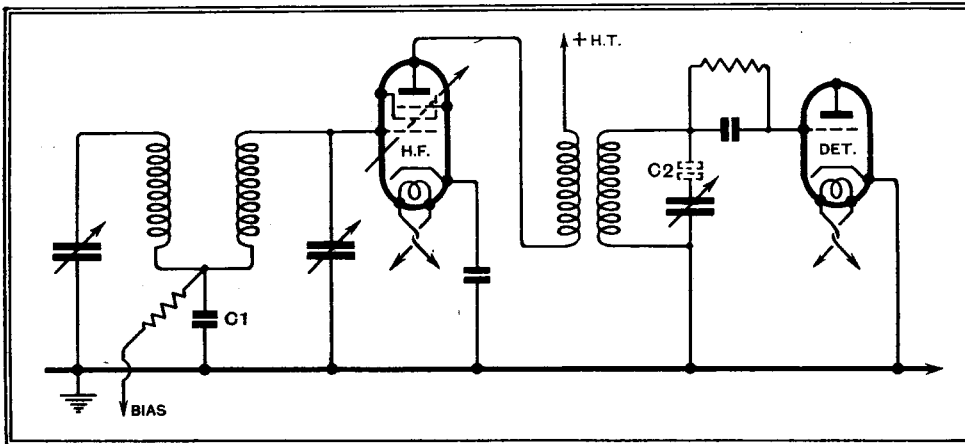 + H.T.
H.F.
C2
DET.
C1
BIAS